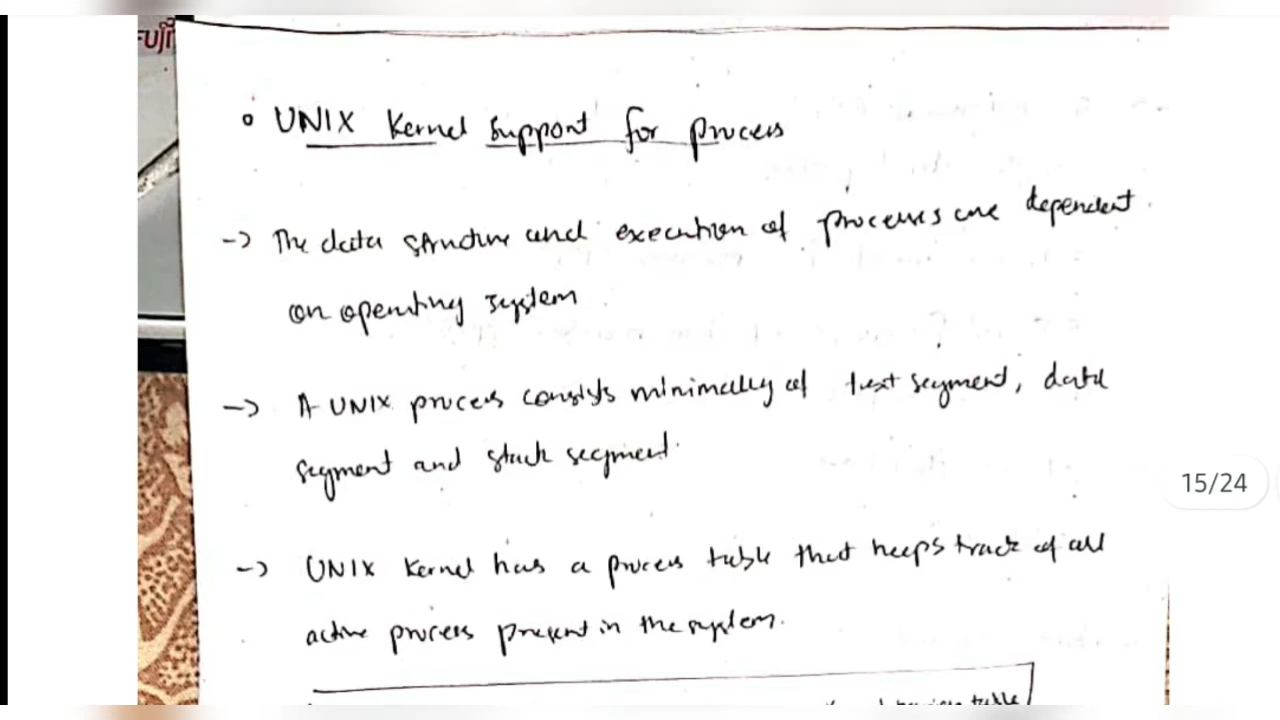 Fuji
• UNIX Kernel Support for process
-> The data structure and execution of processes are dependent
on operating system
-> A UNIX process consists minimally of text segment, data
segment and stack segment.
-> UNIX Kernel has a process table that keeps track of all
active process present in the system.
table
15/24